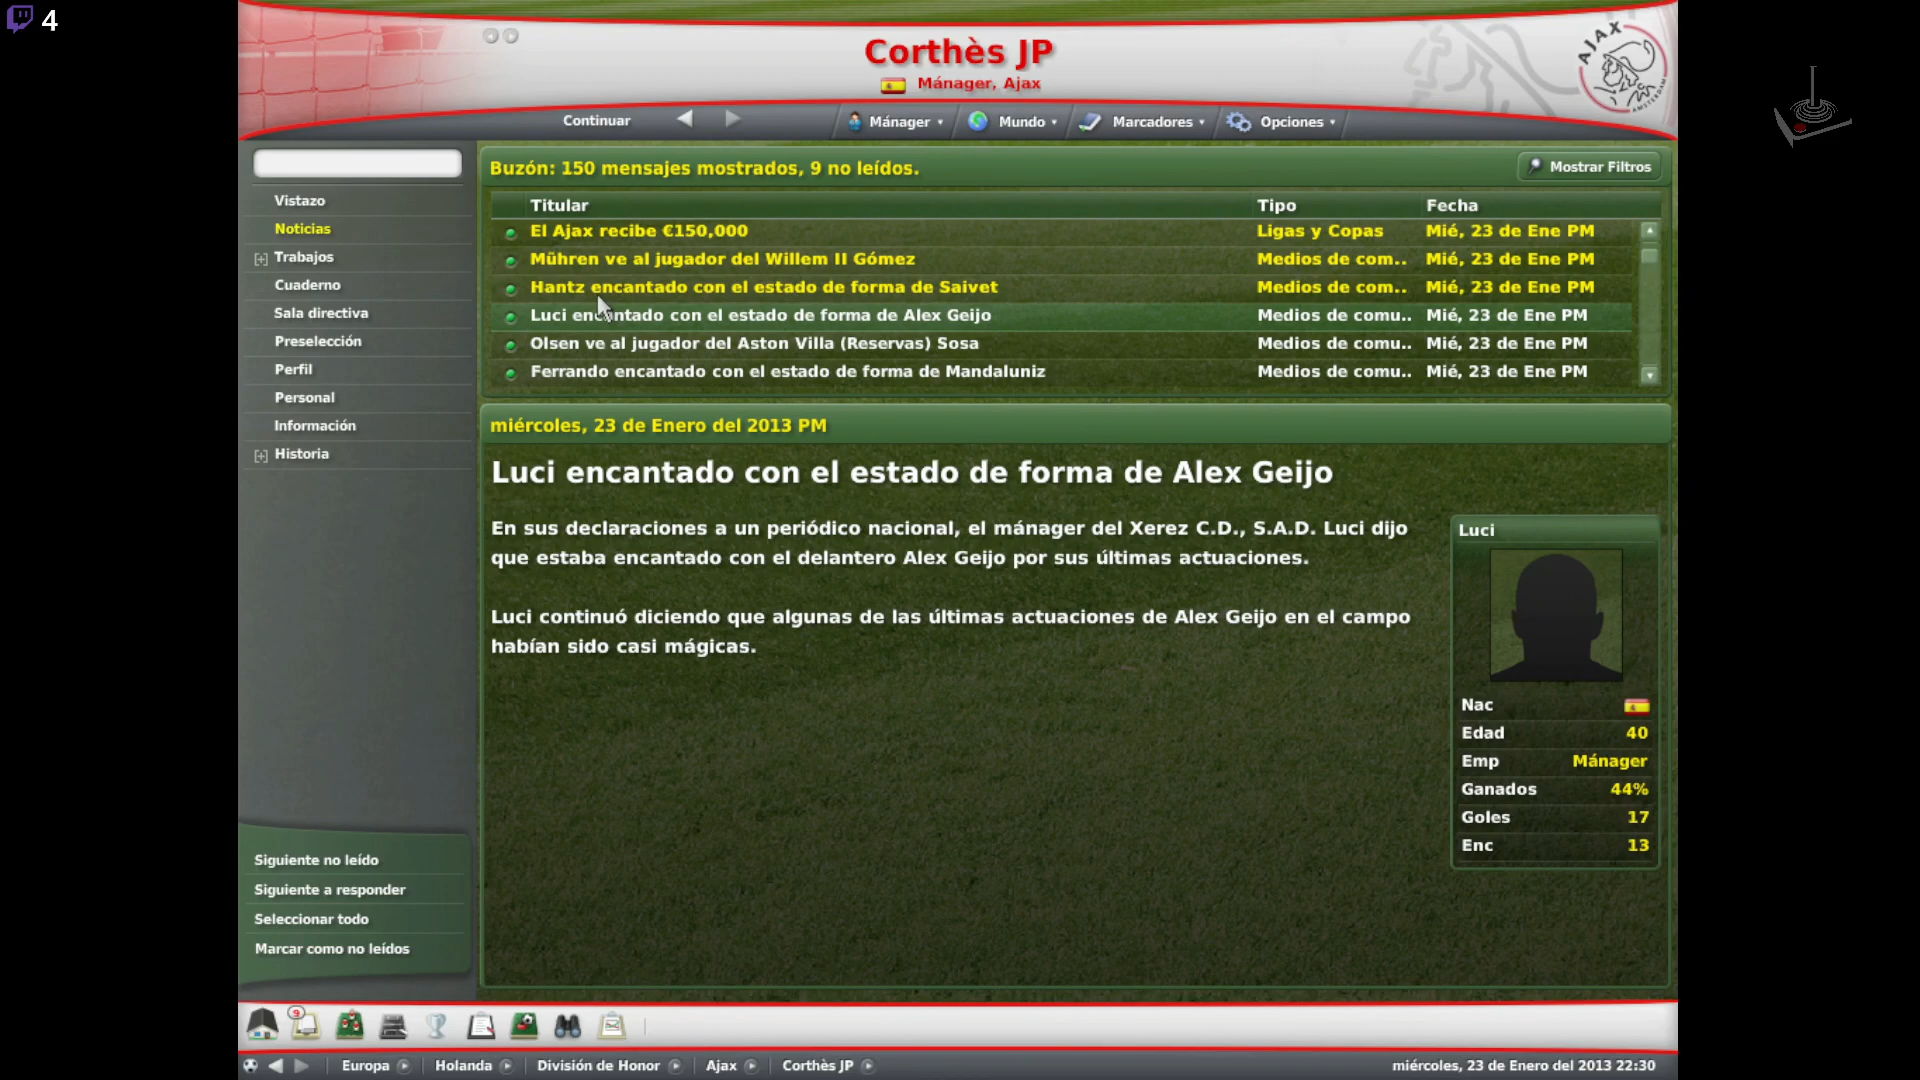 4
Corthès JP
Mánager, Ajax
AJAX
AMSTERDAM
Continuar
Mánager
Mundo
Marcadores
Opciones
Vistazo
Noticias
[+] Trabajos
Cuaderno
Sala directiva
Preselección
Perfil
Personal
Información
[+] Historia
Siguiente no leído
Siguiente a responder
Seleccionar todo
Marcar como no leídos
Buzón: 150 mensajes mostrados, 9 no leídos.
Mostrar Filtros
Titular Tipo Fecha
El Ajax recibe €150,000 Ligas y Copas Mié, 23 de Ene PM
Mühren ve al jugador del Willem II Gómez Medios de com.. Mié, 23 de Ene PM
Hantz encantado con el estado de forma de Saivet Medios de com.. Mié, 23 de Ene PM
Luci encantado con el estado de forma de Alex Geijo Medios de comu.. Mié, 23 de Ene PM
Olsen ve al jugador del Aston Villa (Reservas) Sosa Medios de comu.. Mié, 23 de Ene PM
Ferrando encantado con el estado de forma de Mandaluniz Medios de comu.. Mié, 23 de Ene PM
miércoles, 23 de Enero del 2013 PM
Luci encantado con el estado de forma de Alex Geijo
En sus declaraciones a un periódico nacional, el mánager del Xerez C.D., S.A.D. Luci dijo
que estaba encantado con el delantero Alex Geijo por sus últimas actuaciones.
Luci continuó diciendo que algunas de las últimas actuaciones de Alex Geijo en el campo
habían sido casi mágicas.
Luci
Nac
Edad 40
Emp Mánager
Ganados 44%
Goles 17
Enc 13
9
Europa
Holanda
División de Honor
Ajax
Corthès JP
miércoles, 23 de Enero del 2013 22:30